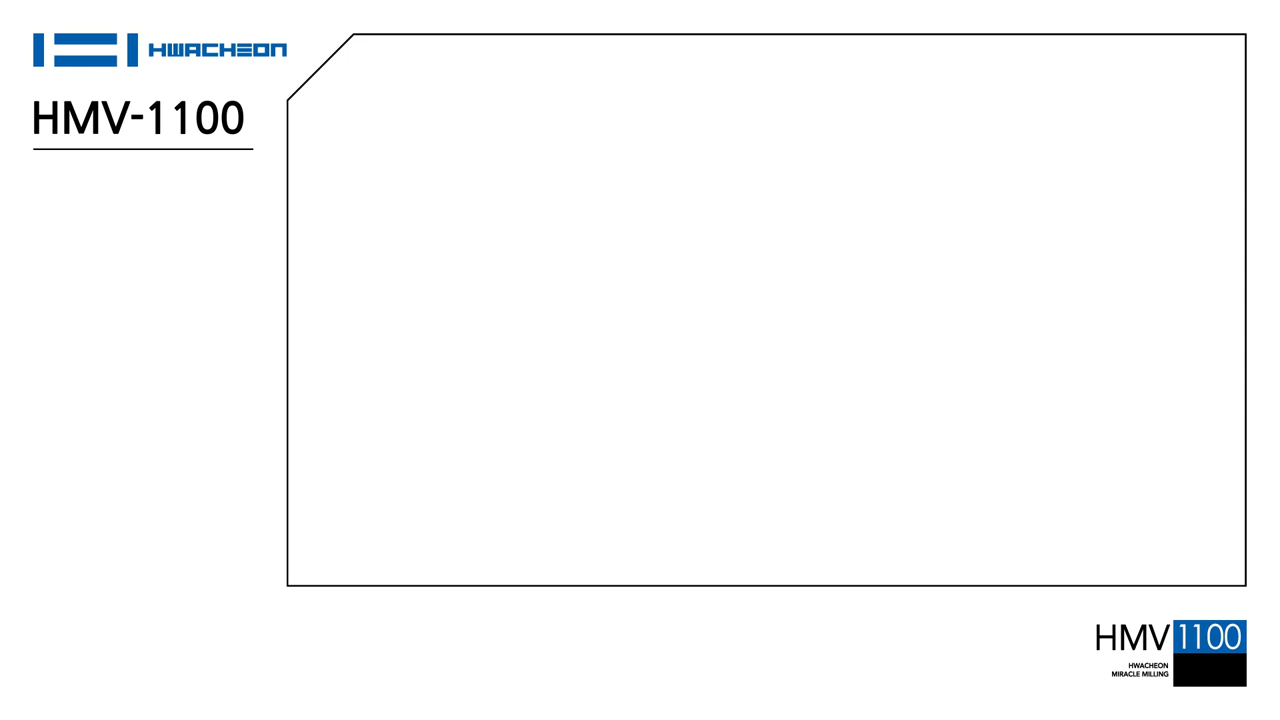 HWACHEON
HMV-1100
HMV 1100
HWACHEON
MIRACLE MILLING